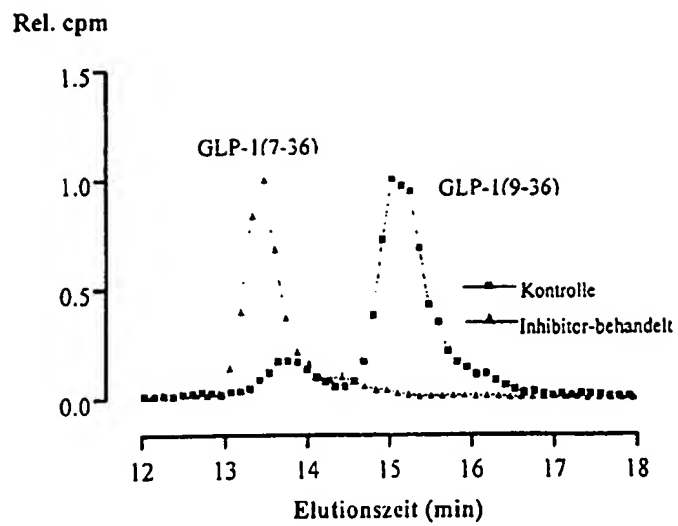 Rel. cpm
1.5
GLP-1(7-36)
1.0
GLP-1(9-36)
0.5
Kontrolle
Inhibitor-behandelt
0.0
12 13 14 15 16 17 18
Elutionszeit (min)